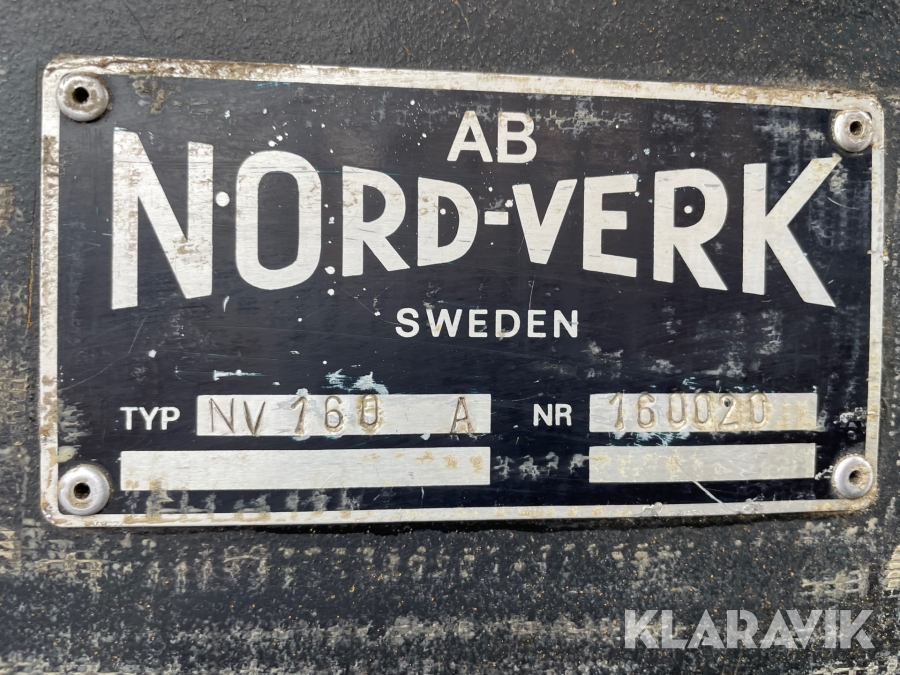 AB
NORD-VERK
SWEDEN
TYP NV 160 A NR 160020
KLARAVIK